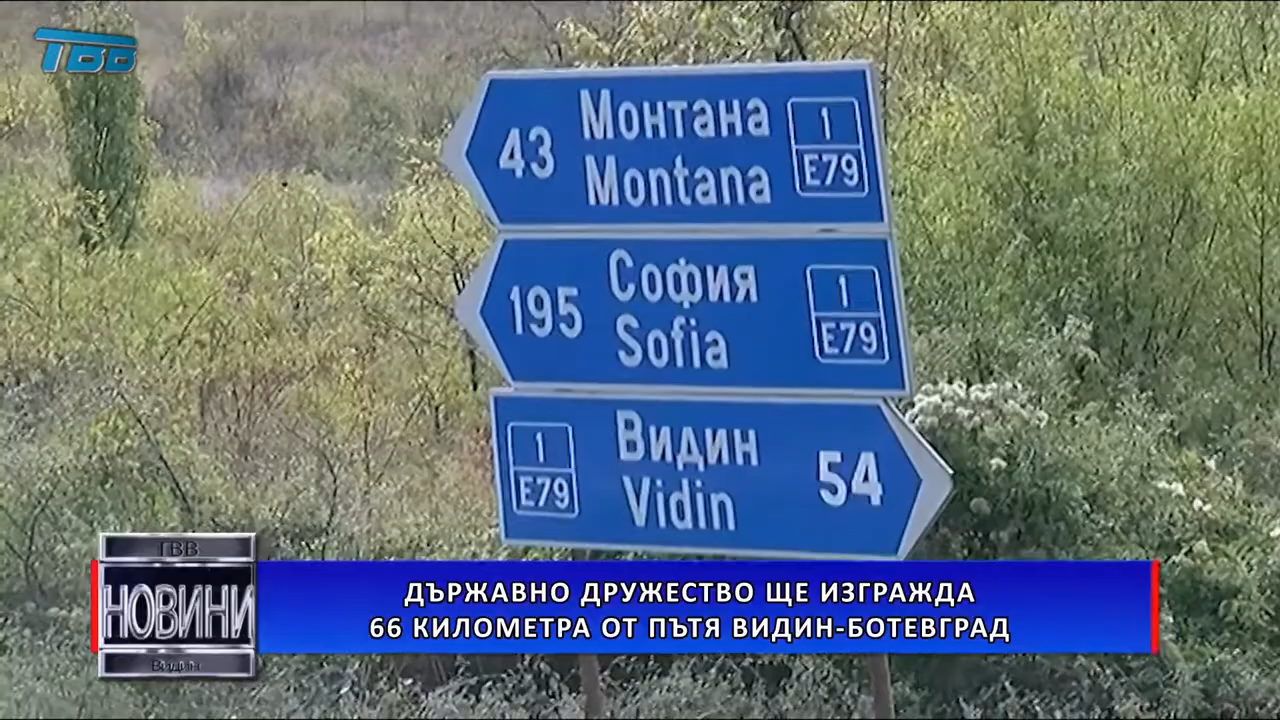 ТВВ
43
Монтана
Montana
1
E79
195
София
Sofia
1
E79
1
E79
Видин
Vidin
54
ТВВ
НОВИНИ
Видин
ДЪРЖАВНО ДРУЖЕСТВО ЩЕ ИЗГРАЖДА
66 КИЛОМЕТРА ОТ ПЪТЯ ВИДИН-БОТЕВГРАД